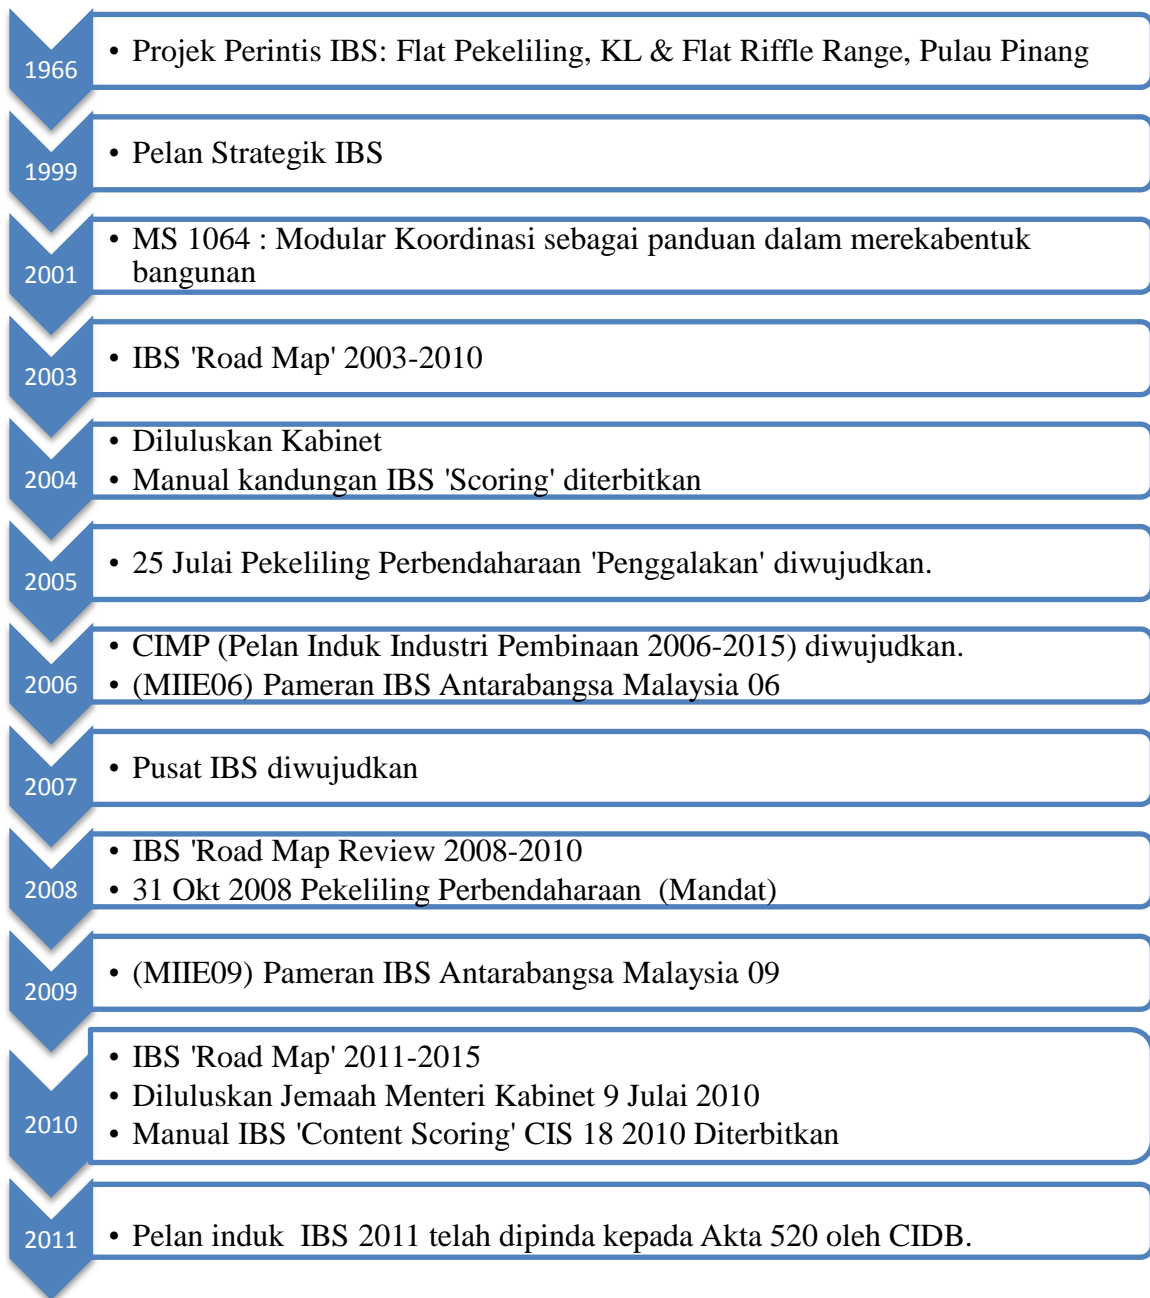 1966
• Projek Perintis IBS: Flat Pekeliling, KL & Flat Riffle Range, Pulau Pinang
1999
• Pelan Strategik IBS
2001
• MS 1064 : Modular Koordinasi sebagai panduan dalam merekabentuk
bangunan
2003
• IBS 'Road Map' 2003-2010
2004
• Diluluskan Kabinet
• Manual kandungan IBS 'Scoring' diterbitkan
2005
• 25 Julai Pekeliling Perbendaharaan 'Penggalakan' diwujudkan.
2006
• CIMP (Pelan Induk Industri Pembinaan 2006-2015) diwujudkan.
• (MIIE06) Pameran IBS Antarabangsa Malaysia 06
2007
• Pusat IBS diwujudkan
2008
• IBS 'Road Map Review 2008-2010
• 31 Okt 2008 Pekeliling Perbendaharaan (Mandat)
2009
• (MIIE09) Pameran IBS Antarabangsa Malaysia 09
2010
• IBS 'Road Map' 2011-2015
• Diluluskan Jemaah Menteri Kabinet 9 Julai 2010
• Manual IBS 'Content Scoring' CIS 18 2010 Diterbitkan
2011
• Pelan induk IBS 2011 telah dipinda kepada Akta 520 oleh CIDB.